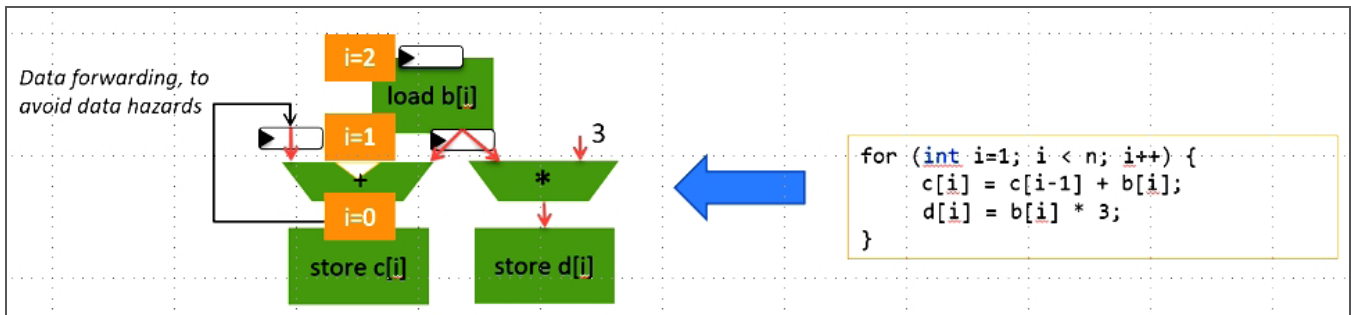 i=2
Data forwarding, to
avoid data hazards
load b[i]
i=1
3
+
*
i=0
store c[i]
store d[i]
for (int i=1; i < n; i++) {
c[i] = c[i-1] + b[i];
d[i] = b[i] * 3;
}